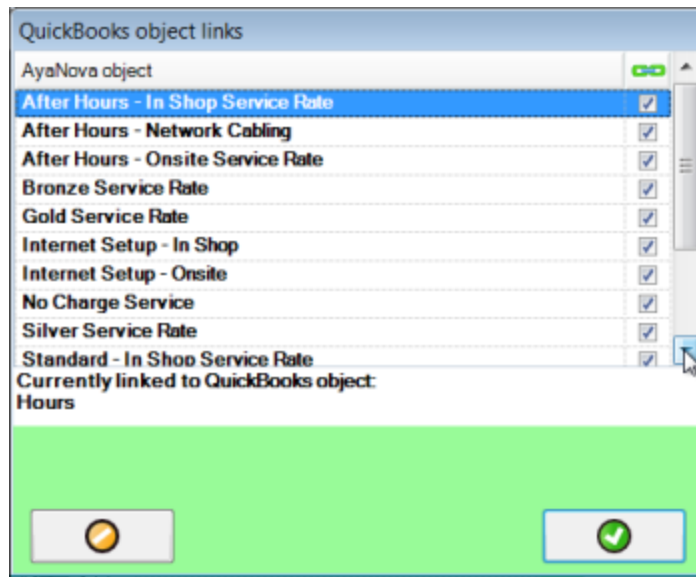 QuickBooks object links
AyaNova object
After Hours - In Shop Service Rate
After Hours - Network Cabling
After Hours - Onsite Service Rate
Bronze Service Rate
Gold Service Rate
Internet Setup - In Shop
Internet Setup - Onsite
No Charge Service
Silver Service Rate
Standard - In Shop Service Rate
Currently linked to QuickBooks object:
Hours